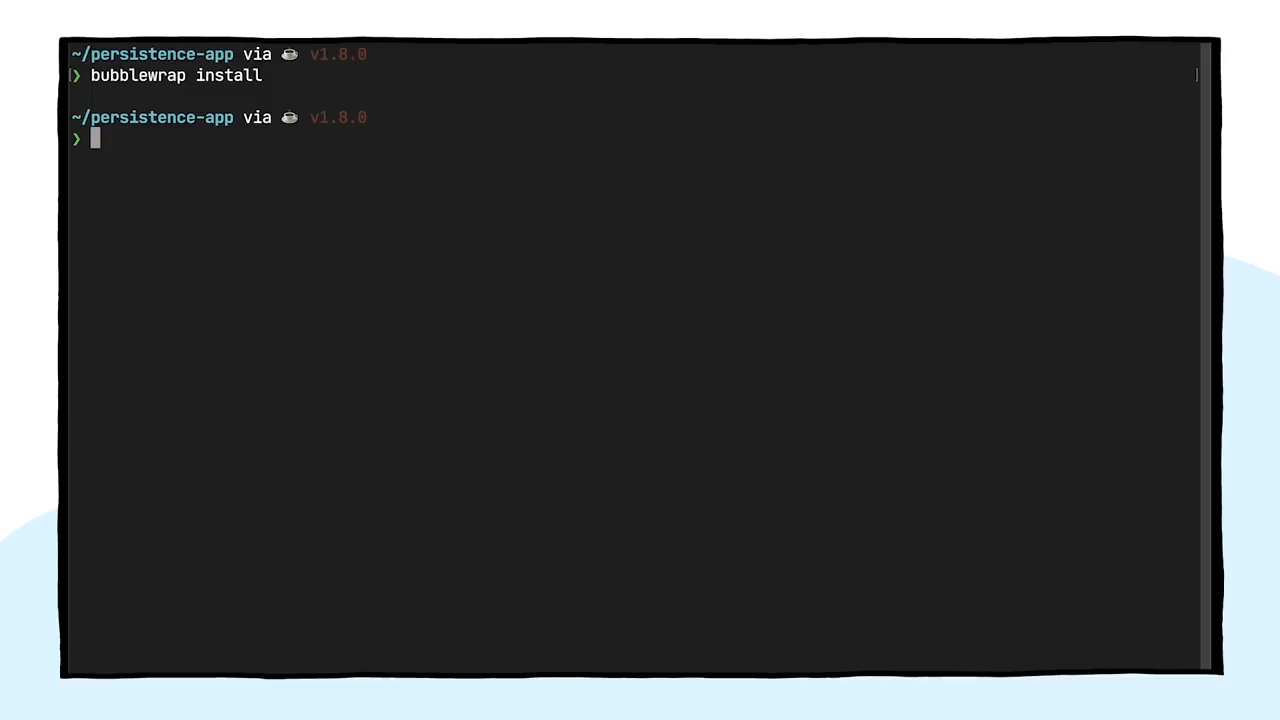 ~/persistence-app via ☕ v1.8.0
❯ bubblewrap install
~/persistence-app via ☕ v1.8.0
❯